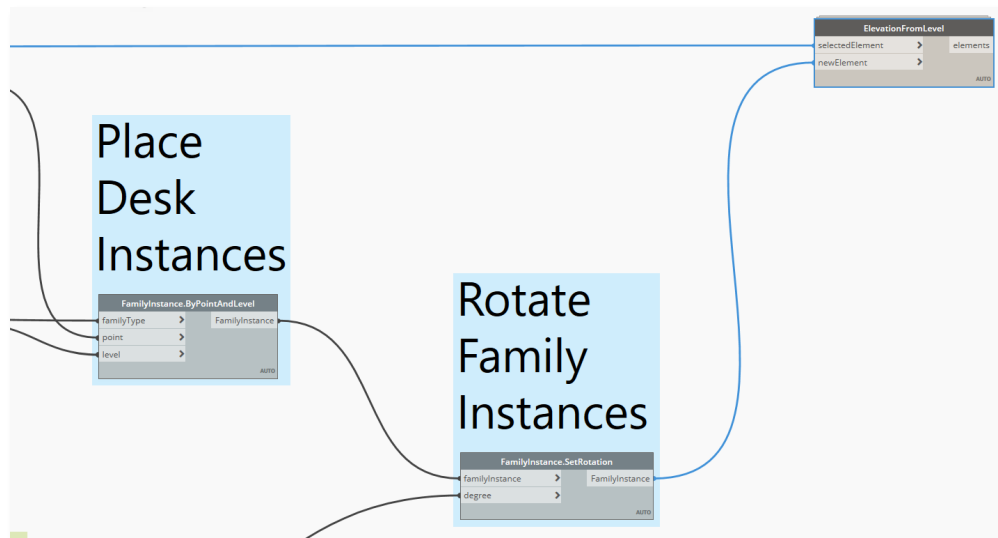 ElevationFromLevel
selectedElement > elements
newElement >
AUTO
Place
Desk
Instances
FamilyInstance.ByPointAndLevel
familyType > FamilyInstance
point >
level >
AUTO
Rotate
Family
Instances
FamilyInstance.SetRotation
familyInstance > FamilyInstance
degree >
AUTO